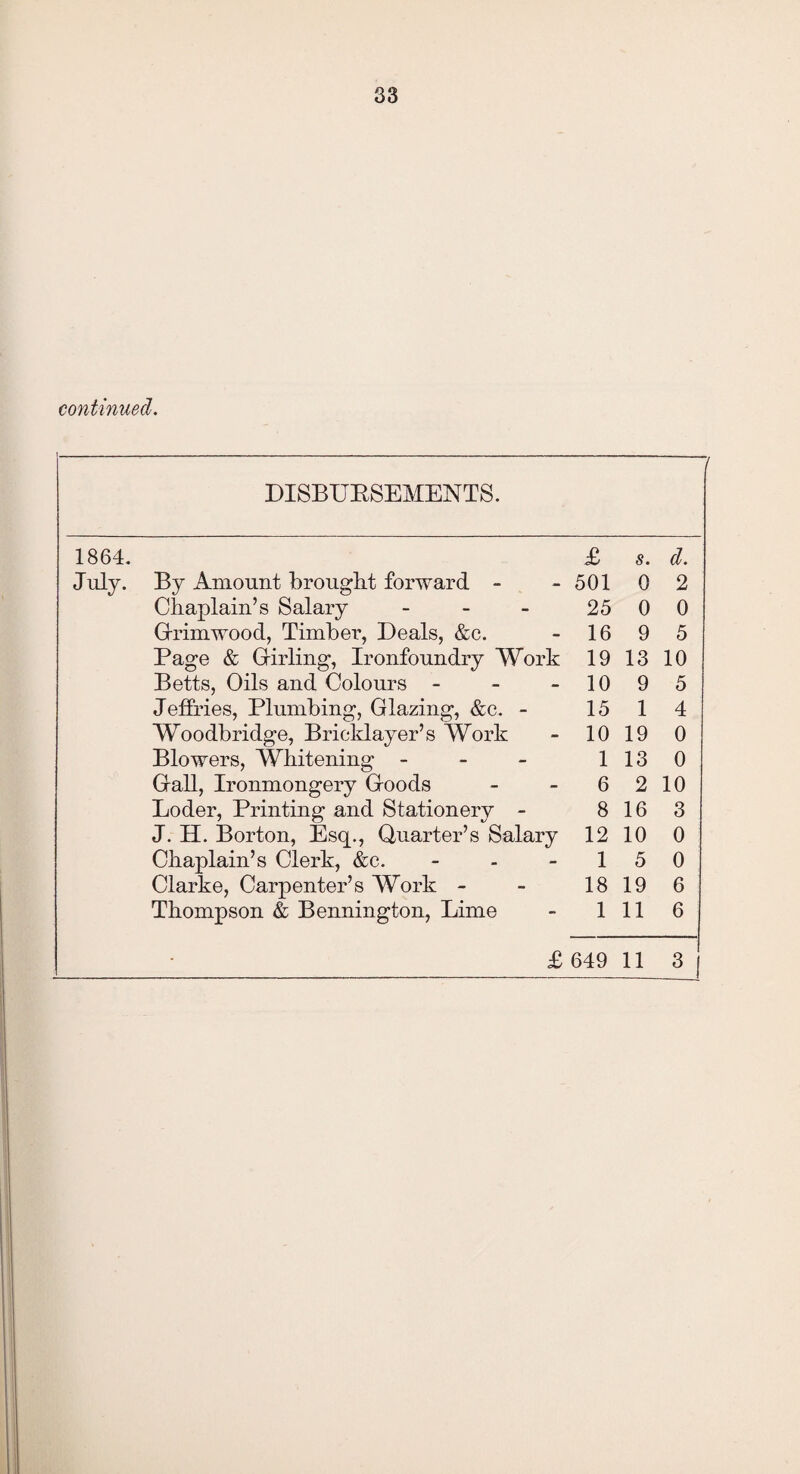 33
continued.
DISBURSEMENTS.
1864. £ s. d.
July. By Amount brought forward - - 501 0 2
Chaplain's Salary - - - 25 0 0
Grimwood, Timber, Deals, &c. - 16 9 5
Page & Girling, Ironfoundry Work 19 13 10
Betts, Oils and Colours - - - 10 9 5
Jeffries, Plumbing, Glazing, &c. - 15 1 4
Woodbridge, Bricklayer's Work - 10 19 0
Blowers, Whitening - - - 1 13 0
Gall, Ironmongery Goods - - 6 2 10
Loder, Printing and Stationery - 8 16 3
J. H. Borton, Esq., Quarter's Salary 12 10 0
Chaplain's Clerk, &c. - - - 1 5 0
Clarke, Carpenter's Work - - 18 19 6
Thompson & Bennington, Lime - 1 11 6
£ 649 11 3